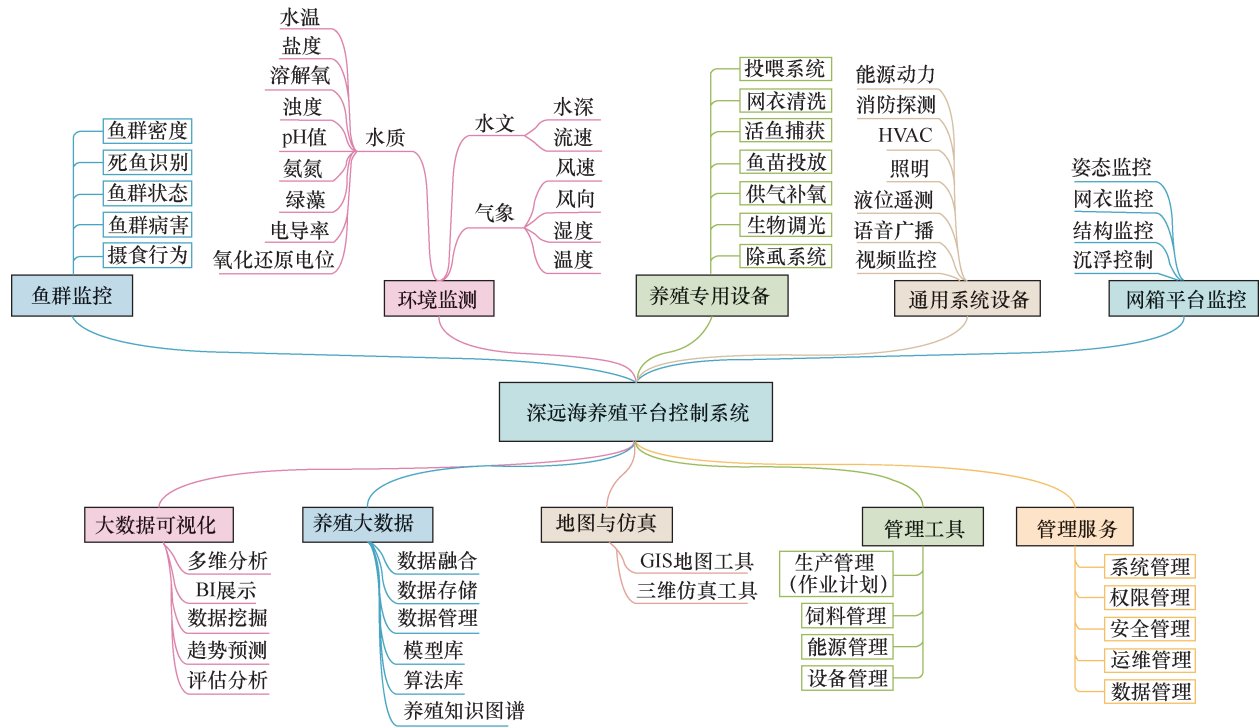 鱼群密度
死鱼识别
鱼群状态
鱼群病害
摄食行为
鱼群监控
水温
盐度
溶解氧
浊度
pH值
氨氮
绿藻
电导率
氧化还原电位
水质
水文
水深
流速
气象
风速
风向
湿度
温度
环境监测
投喂系统
网衣清洗
活鱼捕获
鱼苗投放
供气补氧
生物调光
除虱系统
养殖专用设备
能源动力
消防探测
HVAC
照明
液位遥测
语音广播
视频监控
通用系统设备
姿态监控
网衣监控
结构监控
沉浮控制
网箱平台监控
深远海养殖平台控制系统
大数据可视化
多维分析
BI展示
数据挖掘
趋势预测
评估分析
养殖大数据
数据融合
数据存储
数据管理
模型库
算法库
养殖知识图谱
地图与仿真
GIS地图工具
三维仿真工具
管理工具
生产管理
（作业计划）
饲料管理
能源管理
设备管理
管理服务
系统管理
权限管理
安全管理
运维管理
数据管理